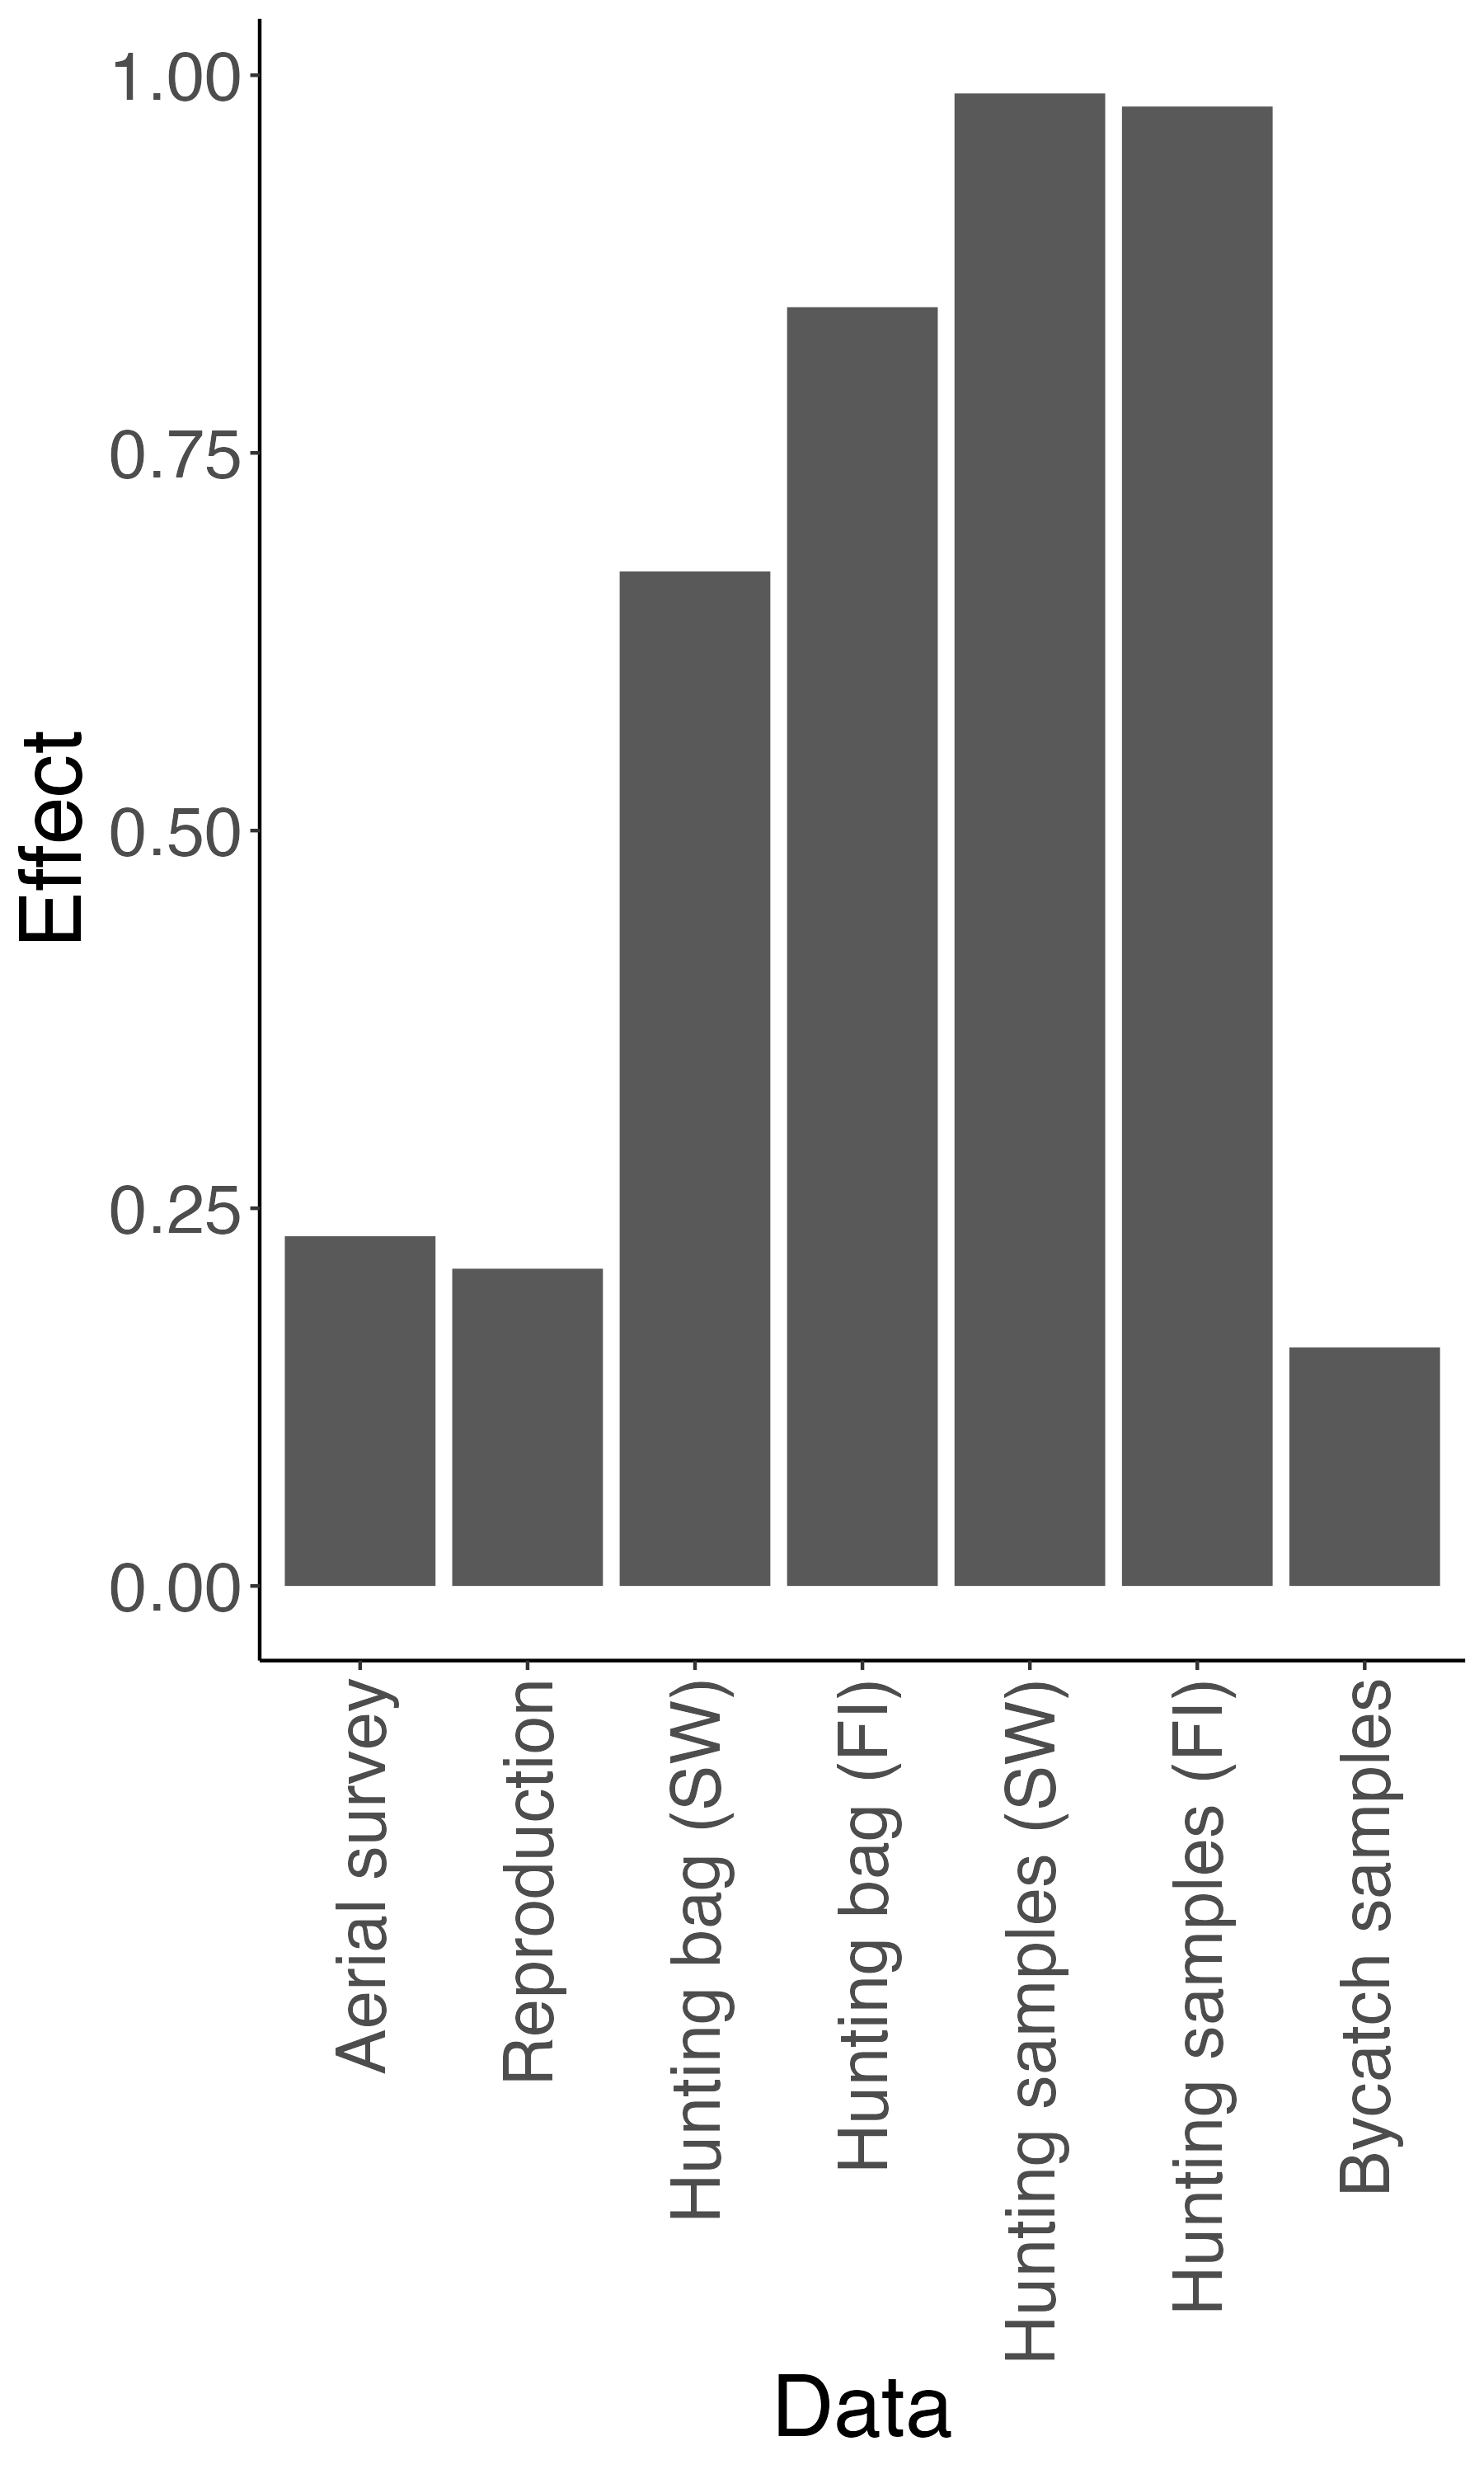 1.00
0.75
0.50
0.25
0.00
Effect
Aerial survey
Reproduction
Hunting bag (SW)
Hunting bag (FI)
Hunting samples (SW)
Hunting samples (FI)
Bycatch samples
Data